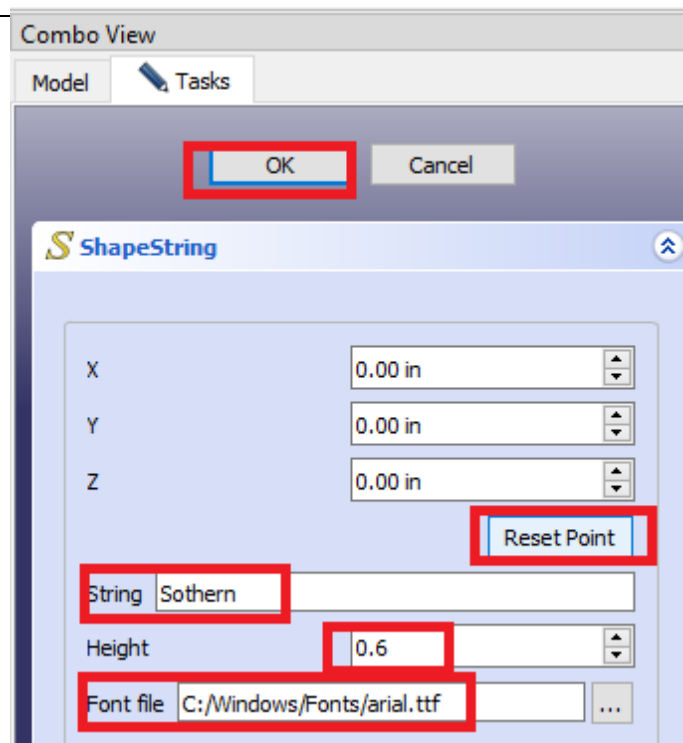 Combo View
Model Tasks
OK Cancel
ShapeString
X 0.00 in
Y 0.00 in
Z 0.00 in
Reset Point
String Sothern
Height 0.6
Font file C:/Windows/Fonts/arial.ttf ...